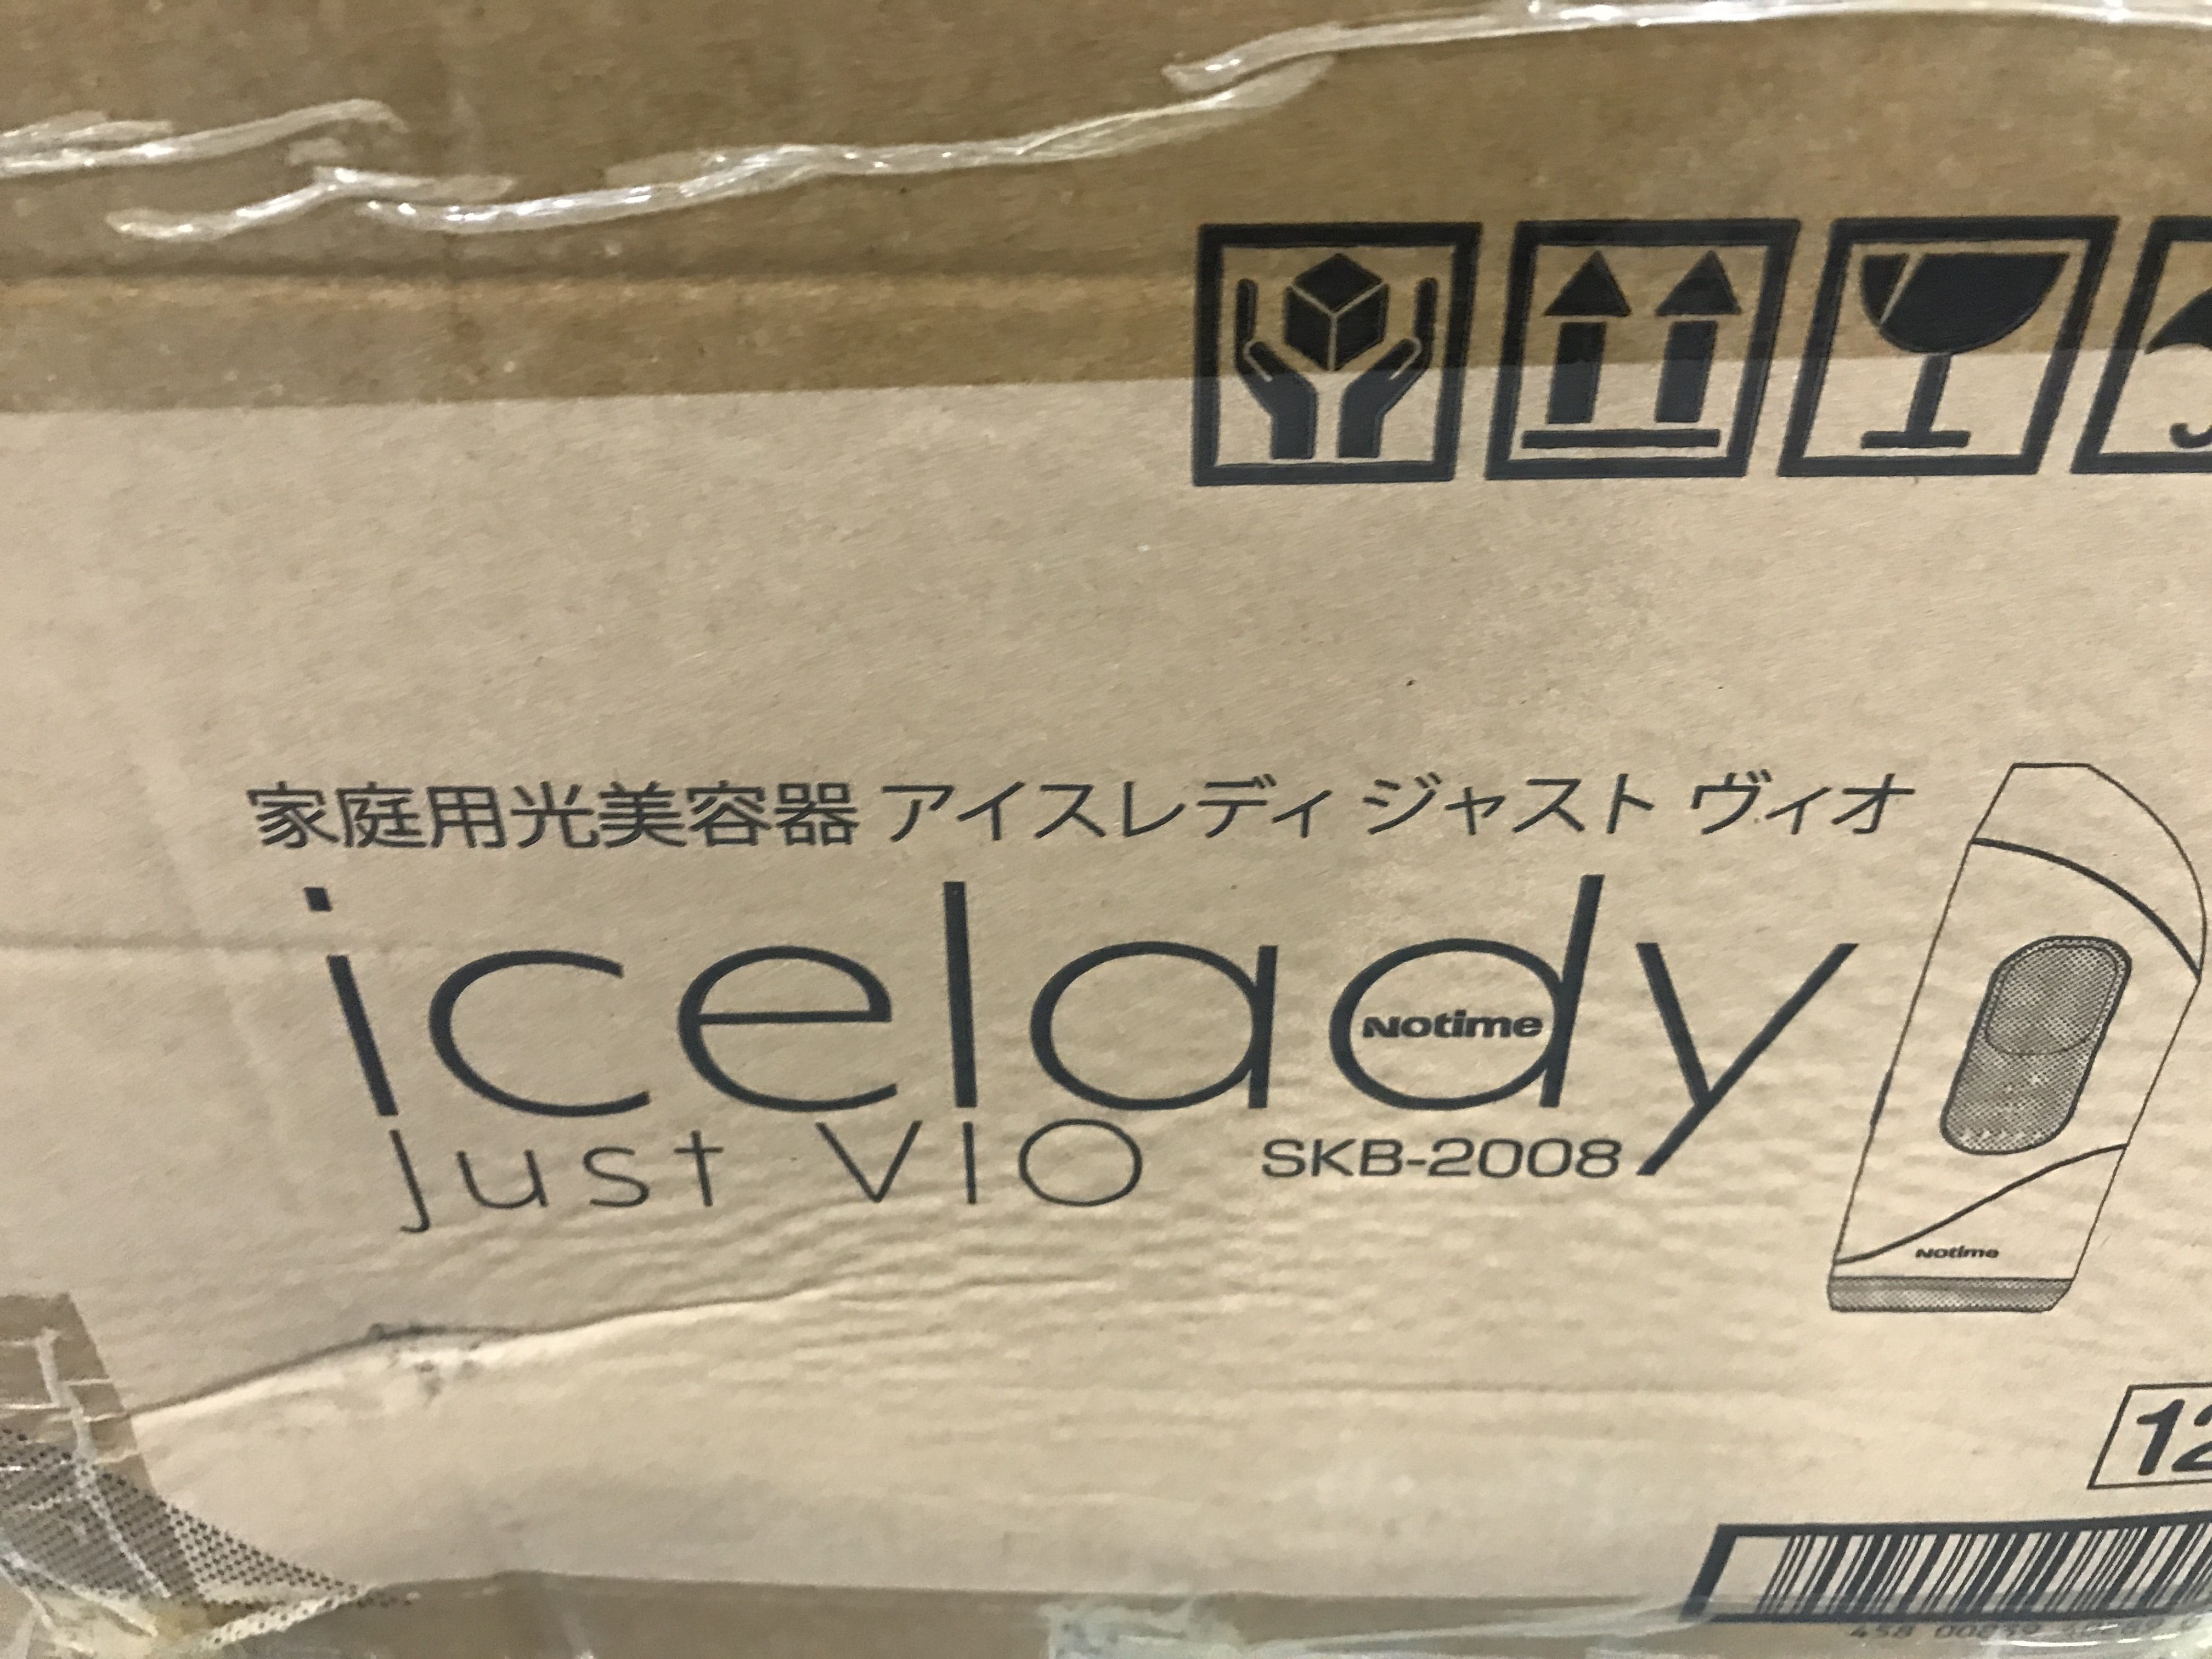 家庭用光美容器 アイスレディ ジャスト ヴィオ
icelady
Notime
just VIO SKB-2008
Notime
12